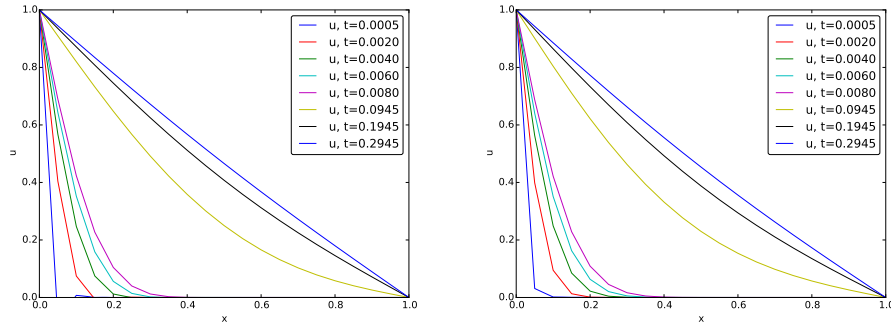 1.0
0.8
0.6
0.4
0.2
0.0
u
0.0 0.2 0.4 0.6 0.8 1.0
x
u, t=0.0005
u, t=0.0020
u, t=0.0040
u, t=0.0060
u, t=0.0080
u, t=0.0945
u, t=0.1945
u, t=0.2945
1.0
0.8
0.6
0.4
0.2
0.0
u
0.0 0.2 0.4 0.6 0.8 1.0
x
u, t=0.0005
u, t=0.0020
u, t=0.0040
u, t=0.0060
u, t=0.0080
u, t=0.0945
u, t=0.1945
u, t=0.2945